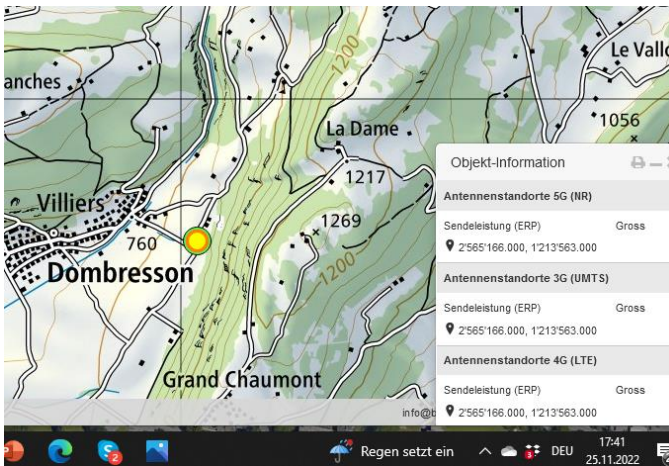 anches
1200
Le Vall
1056
La Dame
1217
Villiers
1269
760
1200
Dombresson
Grand Chaumont
info@b
Objekt-Information
Antennenstandorte 5G (NR)
Sendeleistung (ERP) Gross
2'565'166.000, 1'213'563.000
Antennenstandorte 3G (UMTS)
Sendeleistung (ERP) Gross
2'565'166.000, 1'213'563.000
Antennenstandorte 4G (LTE)
Sendeleistung (ERP) Gross
2'565'166.000, 1'213'563.000
2
Regen setzt ein
DEU
17:41
25.11.2022